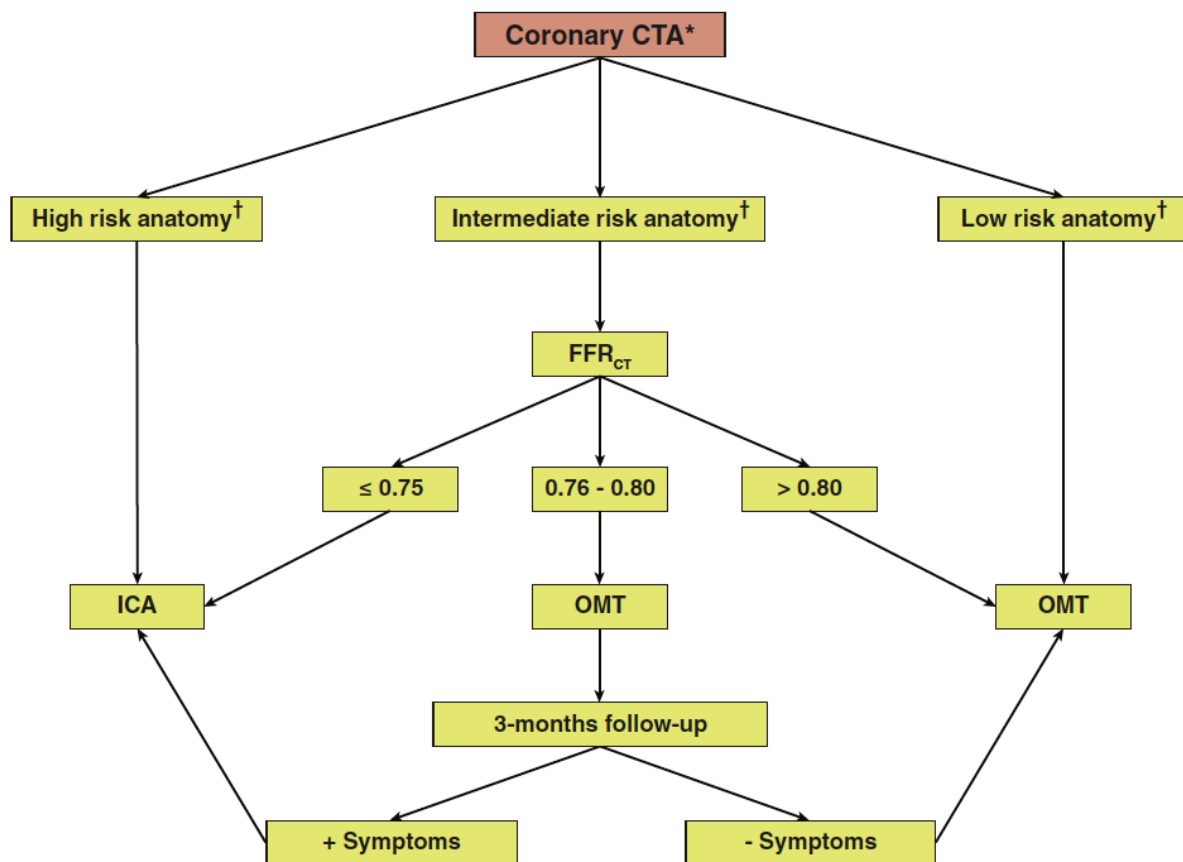 Coronary CTA*
High risk anatomy†
Intermediate risk anatomy†
Low risk anatomy†
FFRCT
≤ 0.75
0.76 - 0.80
> 0.80
ICA
OMT
OMT
3-months follow-up
+ Symptoms
- Symptoms